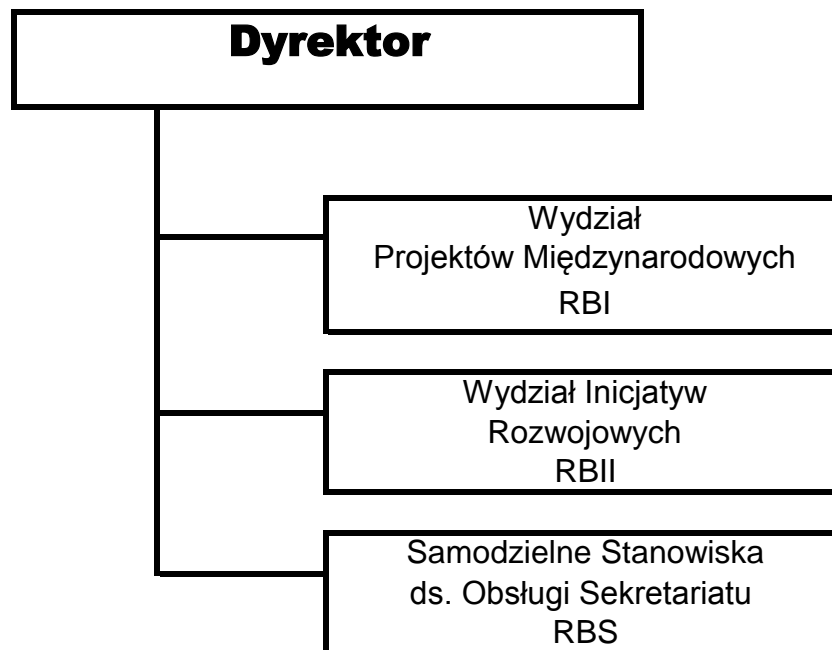 Dyrektor
Wydział
Projektów Międzynarodowych
RBI
Wydział Inicjatyw
Rozwojowych
RBII
Samodzielne Stanowiska
ds. Obsługi Sekretariatu
RBS